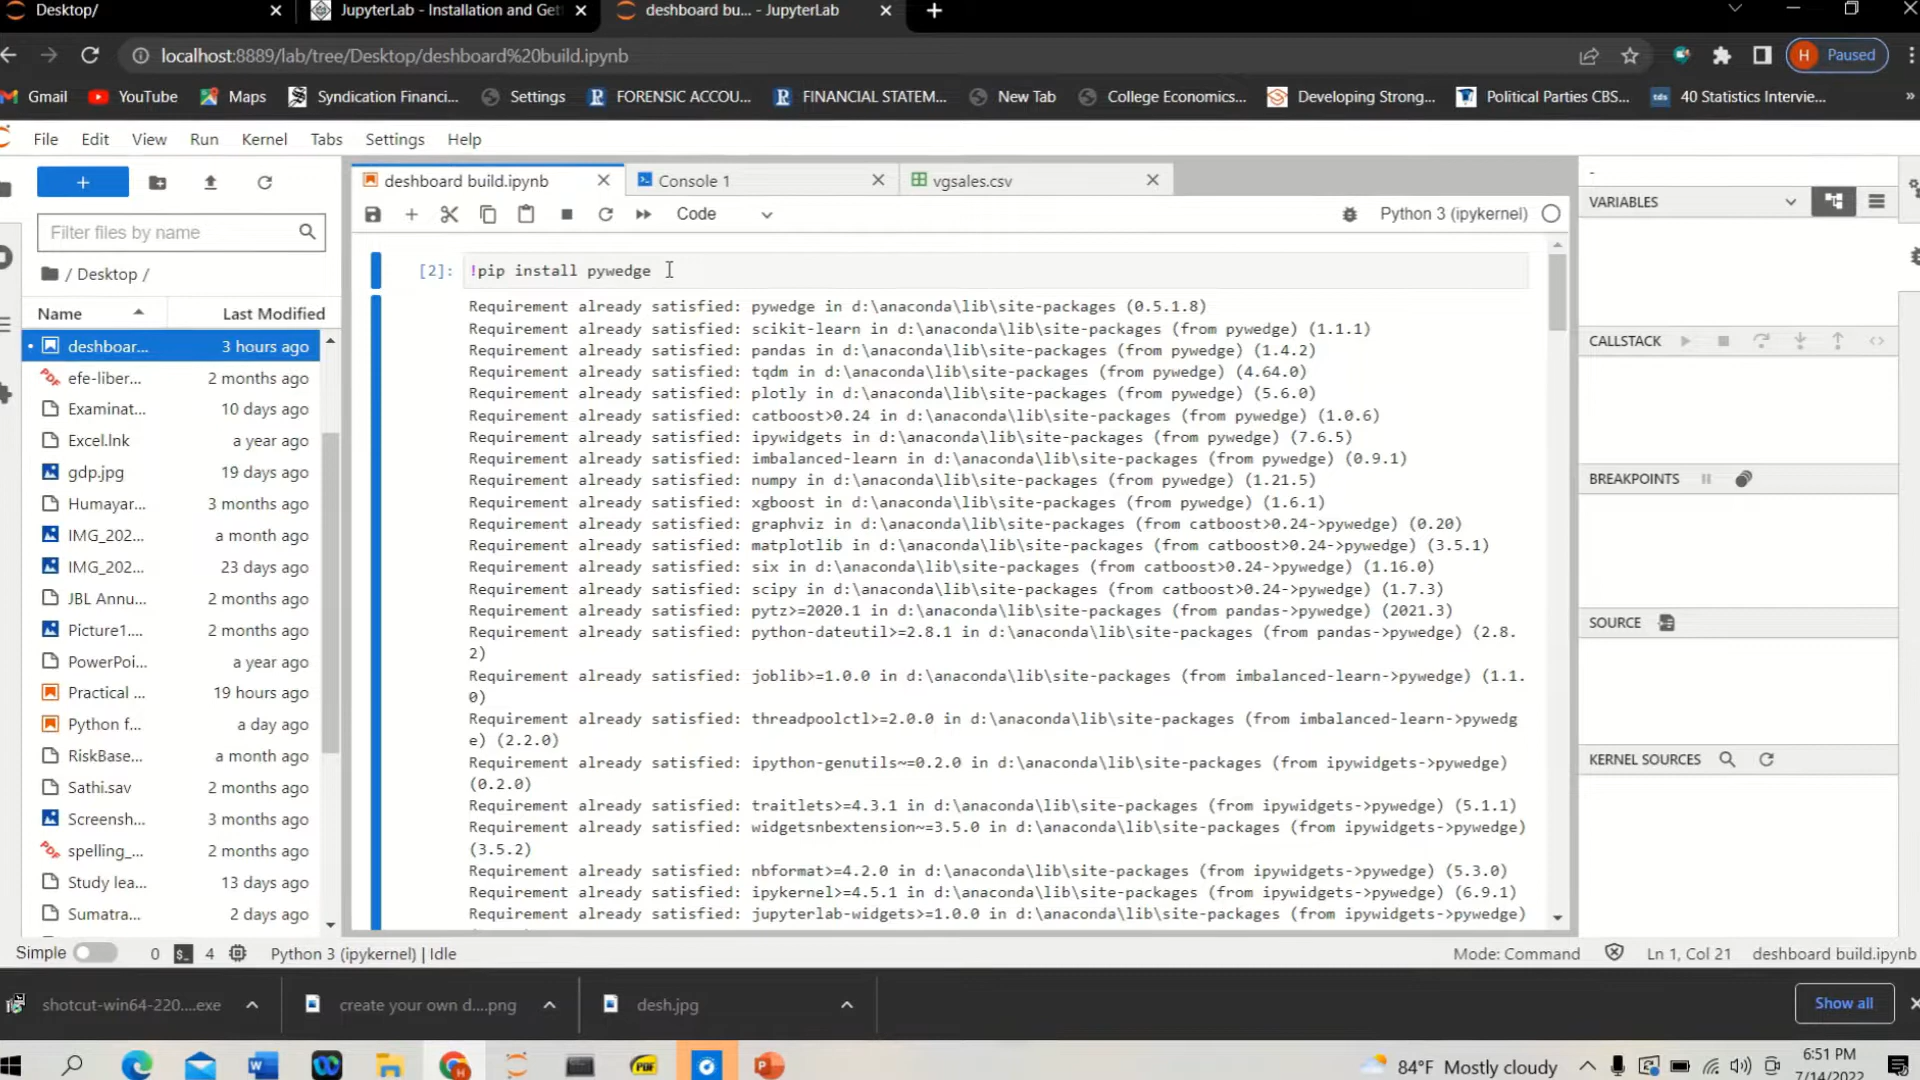 Desktop/
JupyterLab - Installation and Get
deshboard bu... - JupyterLab
localhost:8889/lab/tree/Desktop/deshboard%20build.ipynb
H Paused
Gmail YouTube Maps Syndication Financi... Settings FORENSIC ACCOU... FINANCIAL STATEM... New Tab College Economics... Developing Strong... Political Parties CBS... tds 40 Statistics Intervie... »
File Edit View Run Kernel Tabs Settings Help
deshboard build.ipynb Console 1 vgsales.csv
Code
Python 3 (ipykernel)
Filter files by name
/ Desktop /
Name Last Modified
deshboar... 3 hours ago
efe-liber... 2 months ago
Examinat... 10 days ago
Excel.lnk a year ago
gdp.jpg 19 days ago
Humayar... 3 months ago
IMG_202... a month ago
IMG_202... 23 days ago
JBL Annu... 2 months ago
Picture1.... 2 months ago
PowerPoi... a year ago
Practical ... 19 hours ago
Python f... a day ago
RiskBase... a month ago
Sathi.sav 2 months ago
Screensh... 3 months ago
spelling_... 2 months ago
Study lea... 13 days ago
Sumatra... 2 days ago
[2]: !pip install pywedge
Requirement already satisfied: pywedge in d:\anaconda\lib\site-packages (0.5.1.8)
Requirement already satisfied: scikit-learn in d:\anaconda\lib\site-packages (from pywedge) (1.1.1)
Requirement already satisfied: pandas in d:\anaconda\lib\site-packages (from pywedge) (1.4.2)
Requirement already satisfied: tqdm in d:\anaconda\lib\site-packages (from pywedge) (4.64.0)
Requirement already satisfied: plotly in d:\anaconda\lib\site-packages (from pywedge) (5.6.0)
Requirement already satisfied: catboost>0.24 in d:\anaconda\lib\site-packages (from pywedge) (1.0.6)
Requirement already satisfied: ipywidgets in d:\anaconda\lib\site-packages (from pywedge) (7.6.5)
Requirement already satisfied: imbalanced-learn in d:\anaconda\lib\site-packages (from pywedge) (0.9.1)
Requirement already satisfied: numpy in d:\anaconda\lib\site-packages (from pywedge) (1.21.5)
Requirement already satisfied: xgboost in d:\anaconda\lib\site-packages (from pywedge) (1.6.1)
Requirement already satisfied: graphviz in d:\anaconda\lib\site-packages (from catboost>0.24->pywedge) (0.20)
Requirement already satisfied: matplotlib in d:\anaconda\lib\site-packages (from catboost>0.24->pywedge) (3.5.1)
Requirement already satisfied: six in d:\anaconda\lib\site-packages (from catboost>0.24->pywedge) (1.16.0)
Requirement already satisfied: scipy in d:\anaconda\lib\site-packages (from catboost>0.24->pywedge) (1.7.3)
Requirement already satisfied: pytz>=2020.1 in d:\anaconda\lib\site-packages (from pandas->pywedge) (2021.3)
Requirement already satisfied: python-dateutil>=2.8.1 in d:\anaconda\lib\site-packages (from pandas->pywedge) (2.8.
2)
Requirement already satisfied: joblib>=1.0.0 in d:\anaconda\lib\site-packages (from imbalanced-learn->pywedge) (1.1.
0)
Requirement already satisfied: threadpoolctl>=2.0.0 in d:\anaconda\lib\site-packages (from imbalanced-learn->pywedg
e) (2.2.0)
Requirement already satisfied: ipython-genutils~=0.2.0 in d:\anaconda\lib\site-packages (from ipywidgets->pywedge)
(0.2.0)
Requirement already satisfied: traitlets>=4.3.1 in d:\anaconda\lib\site-packages (from ipywidgets->pywedge) (5.1.1)
Requirement already satisfied: widgetsnbextension~=3.5.0 in d:\anaconda\lib\site-packages (from ipywidgets->pywedge)
(3.5.2)
Requirement already satisfied: nbformat>=4.2.0 in d:\anaconda\lib\site-packages (from ipywidgets->pywedge) (5.3.0)
Requirement already satisfied: ipykernel>=4.5.1 in d:\anaconda\lib\site-packages (from ipywidgets->pywedge) (6.9.1)
Requirement already satisfied: jupyterlab-widgets>=1.0.0 in d:\anaconda\lib\site-packages (from ipywidgets->pywedge)
VARIABLES
CALLSTACK
BREAKPOINTS
SOURCE
KERNEL SOURCES
Simple 0 4 Python 3 (ipykernel) | Idle
Mode: Command Ln 1, Col 21 deshboard build.ipynb
shotcut-win64-220....exe create your own d....png desh.jpg Show all
84°F Mostly cloudy
6:51 PM
7/14/2022